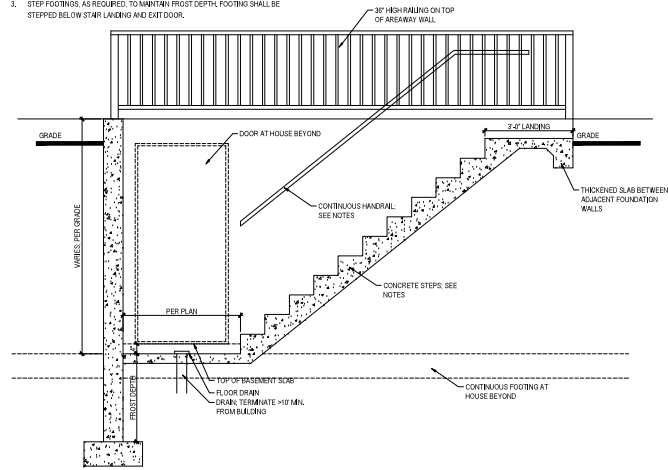 3. STEP FOOTINGS, AS REQUIRED, TO MAINTAIN FROST DEPTH. FOOTING SHALL BE
STEPPED BELOW STAIR LANDING AND EXIT DOOR.
36" HIGH RAILING ON TOP
OF AREAWAY WALL
GRADE
DOOR AT HOUSE BEYOND
3'-0" LANDING
GRADE
THICKENED SLAB BETWEEN
ADJACENT FOUNDATION
WALLS
CONTINUOUS HANDRAIL;
SEE NOTES
VARIES: PER GRADE
CONCRETE STEPS; SEE
NOTES
PER PLAN
TOP OF BASEMENT SLAB
FLOOR DRAIN
DRAIN; TERMINATE >10' MIN.
FROM BUILDING
FROST DEPTH
CONTINUOUS FOOTING AT
HOUSE BEYOND